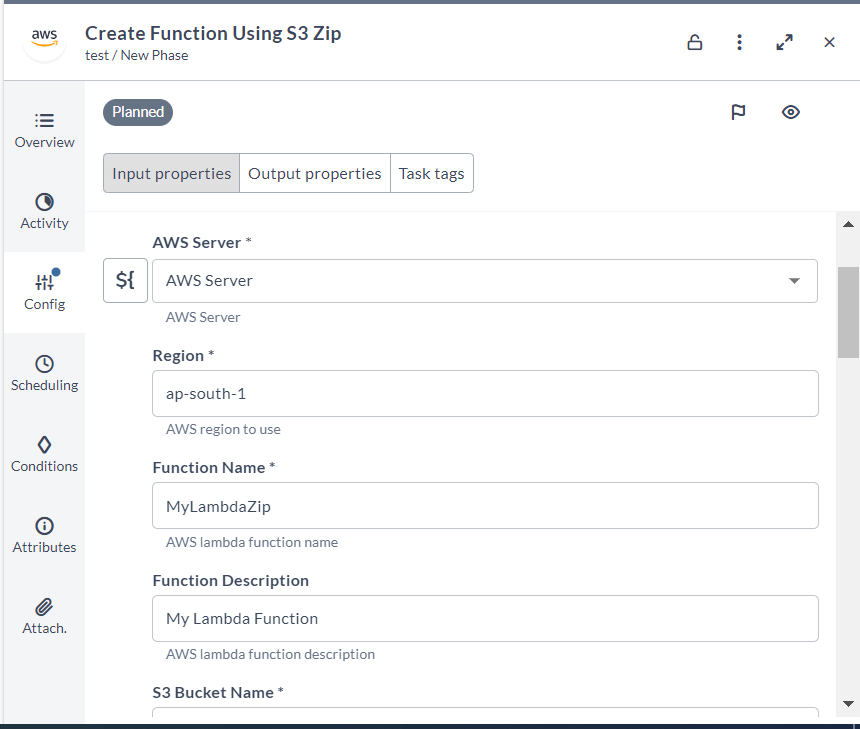 aws
Create Function Using S3 Zip
test / New Phase
Planned
Overview
Input properties
Output properties
Task tags
Activity
AWS Server *
${
AWS Server
Config
AWS Server
Region *
Scheduling
ap-south-1
AWS region to use
Conditions
Function Name *
MyLambdaZip
Attributes
AWS lambda function name
Function Description
Attach.
My Lambda Function
AWS lambda function description
S3 Bucket Name *